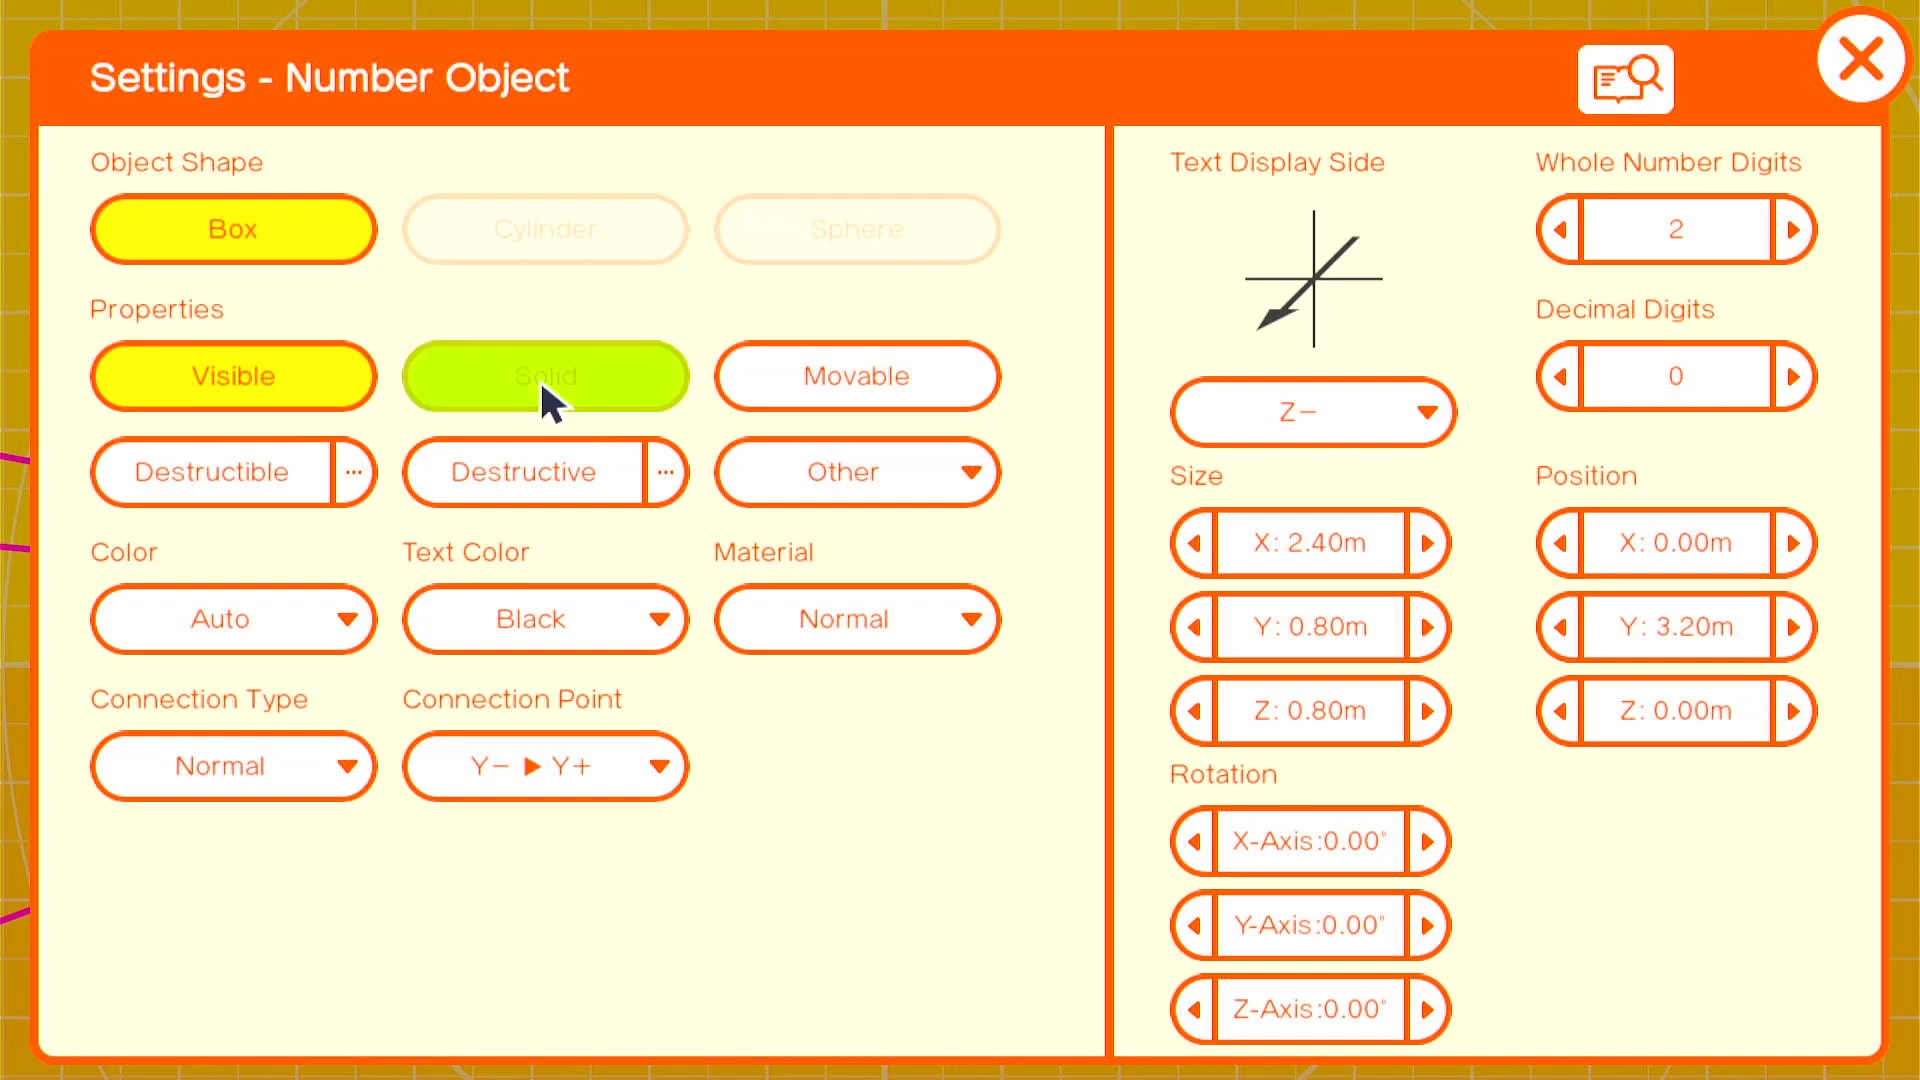 Settings - Number Object
Object Shape
Box
Cylinder
Sphere
Properties
Visible
Solid
Movable
Destructible
...
Destructive
...
Other
Color
Text Color
Material
Auto
Black
Normal
Connection Type
Connection Point
Normal
Y− ▶ Y+
Text Display Side
Z−
Whole Number Digits
2
Decimal Digits
0
Size
X: 2.40m
Y: 0.80m
Z: 0.80m
Position
X: 0.00m
Y: 3.20m
Z: 0.00m
Rotation
X-Axis:0.00°
Y-Axis:0.00°
Z-Axis:0.00°